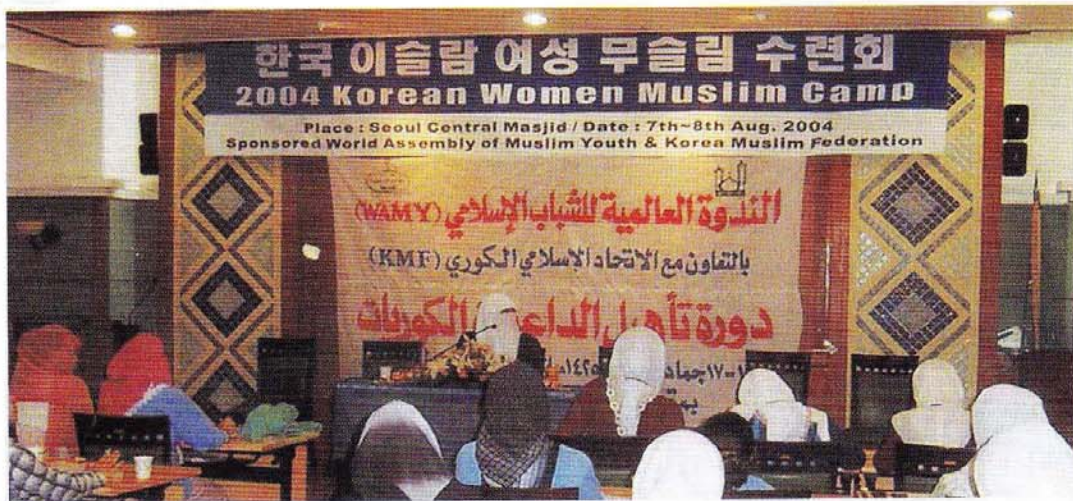 한국 이슬람 여성 무슬림 수련회
2004 Korean Women Muslim Camp
Place : Seoul Central Masjid / Date : 7th~8th Aug. 2004
Sponsored World Assembly of Muslim Youth & Korea Muslim Federation
الندوة العالمية للشباب الإسلامي (WAMY)
بالتعاون مع الاتحاد الاسلامي الكوري (KMF)
دورة تأهيل الكوريات